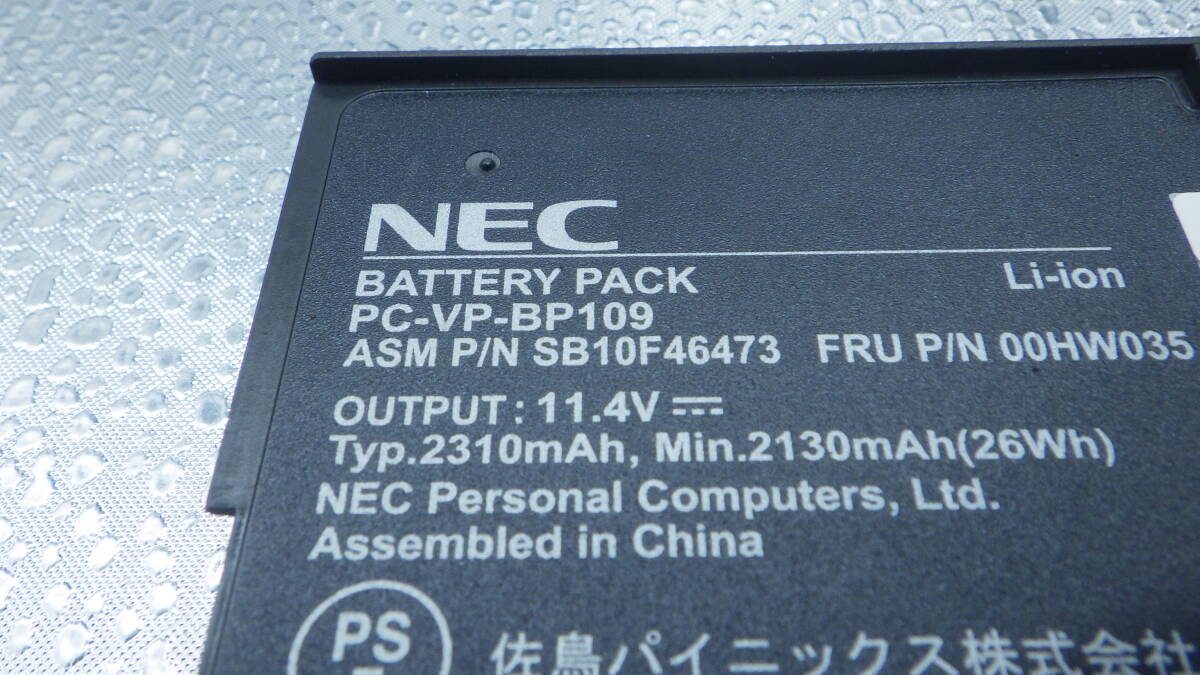 NEC
BATTERY PACK Li-ion
PC-VP-BP109
ASM P/N SB10F46473 FRU P/N 00HW035
OUTPUT : 11.4V ⎓
Typ.2310mAh, Min.2130mAh(26Wh)
NEC Personal Computers, Ltd.
Assembled in China
PS
佐鳥パイニックス株式会社